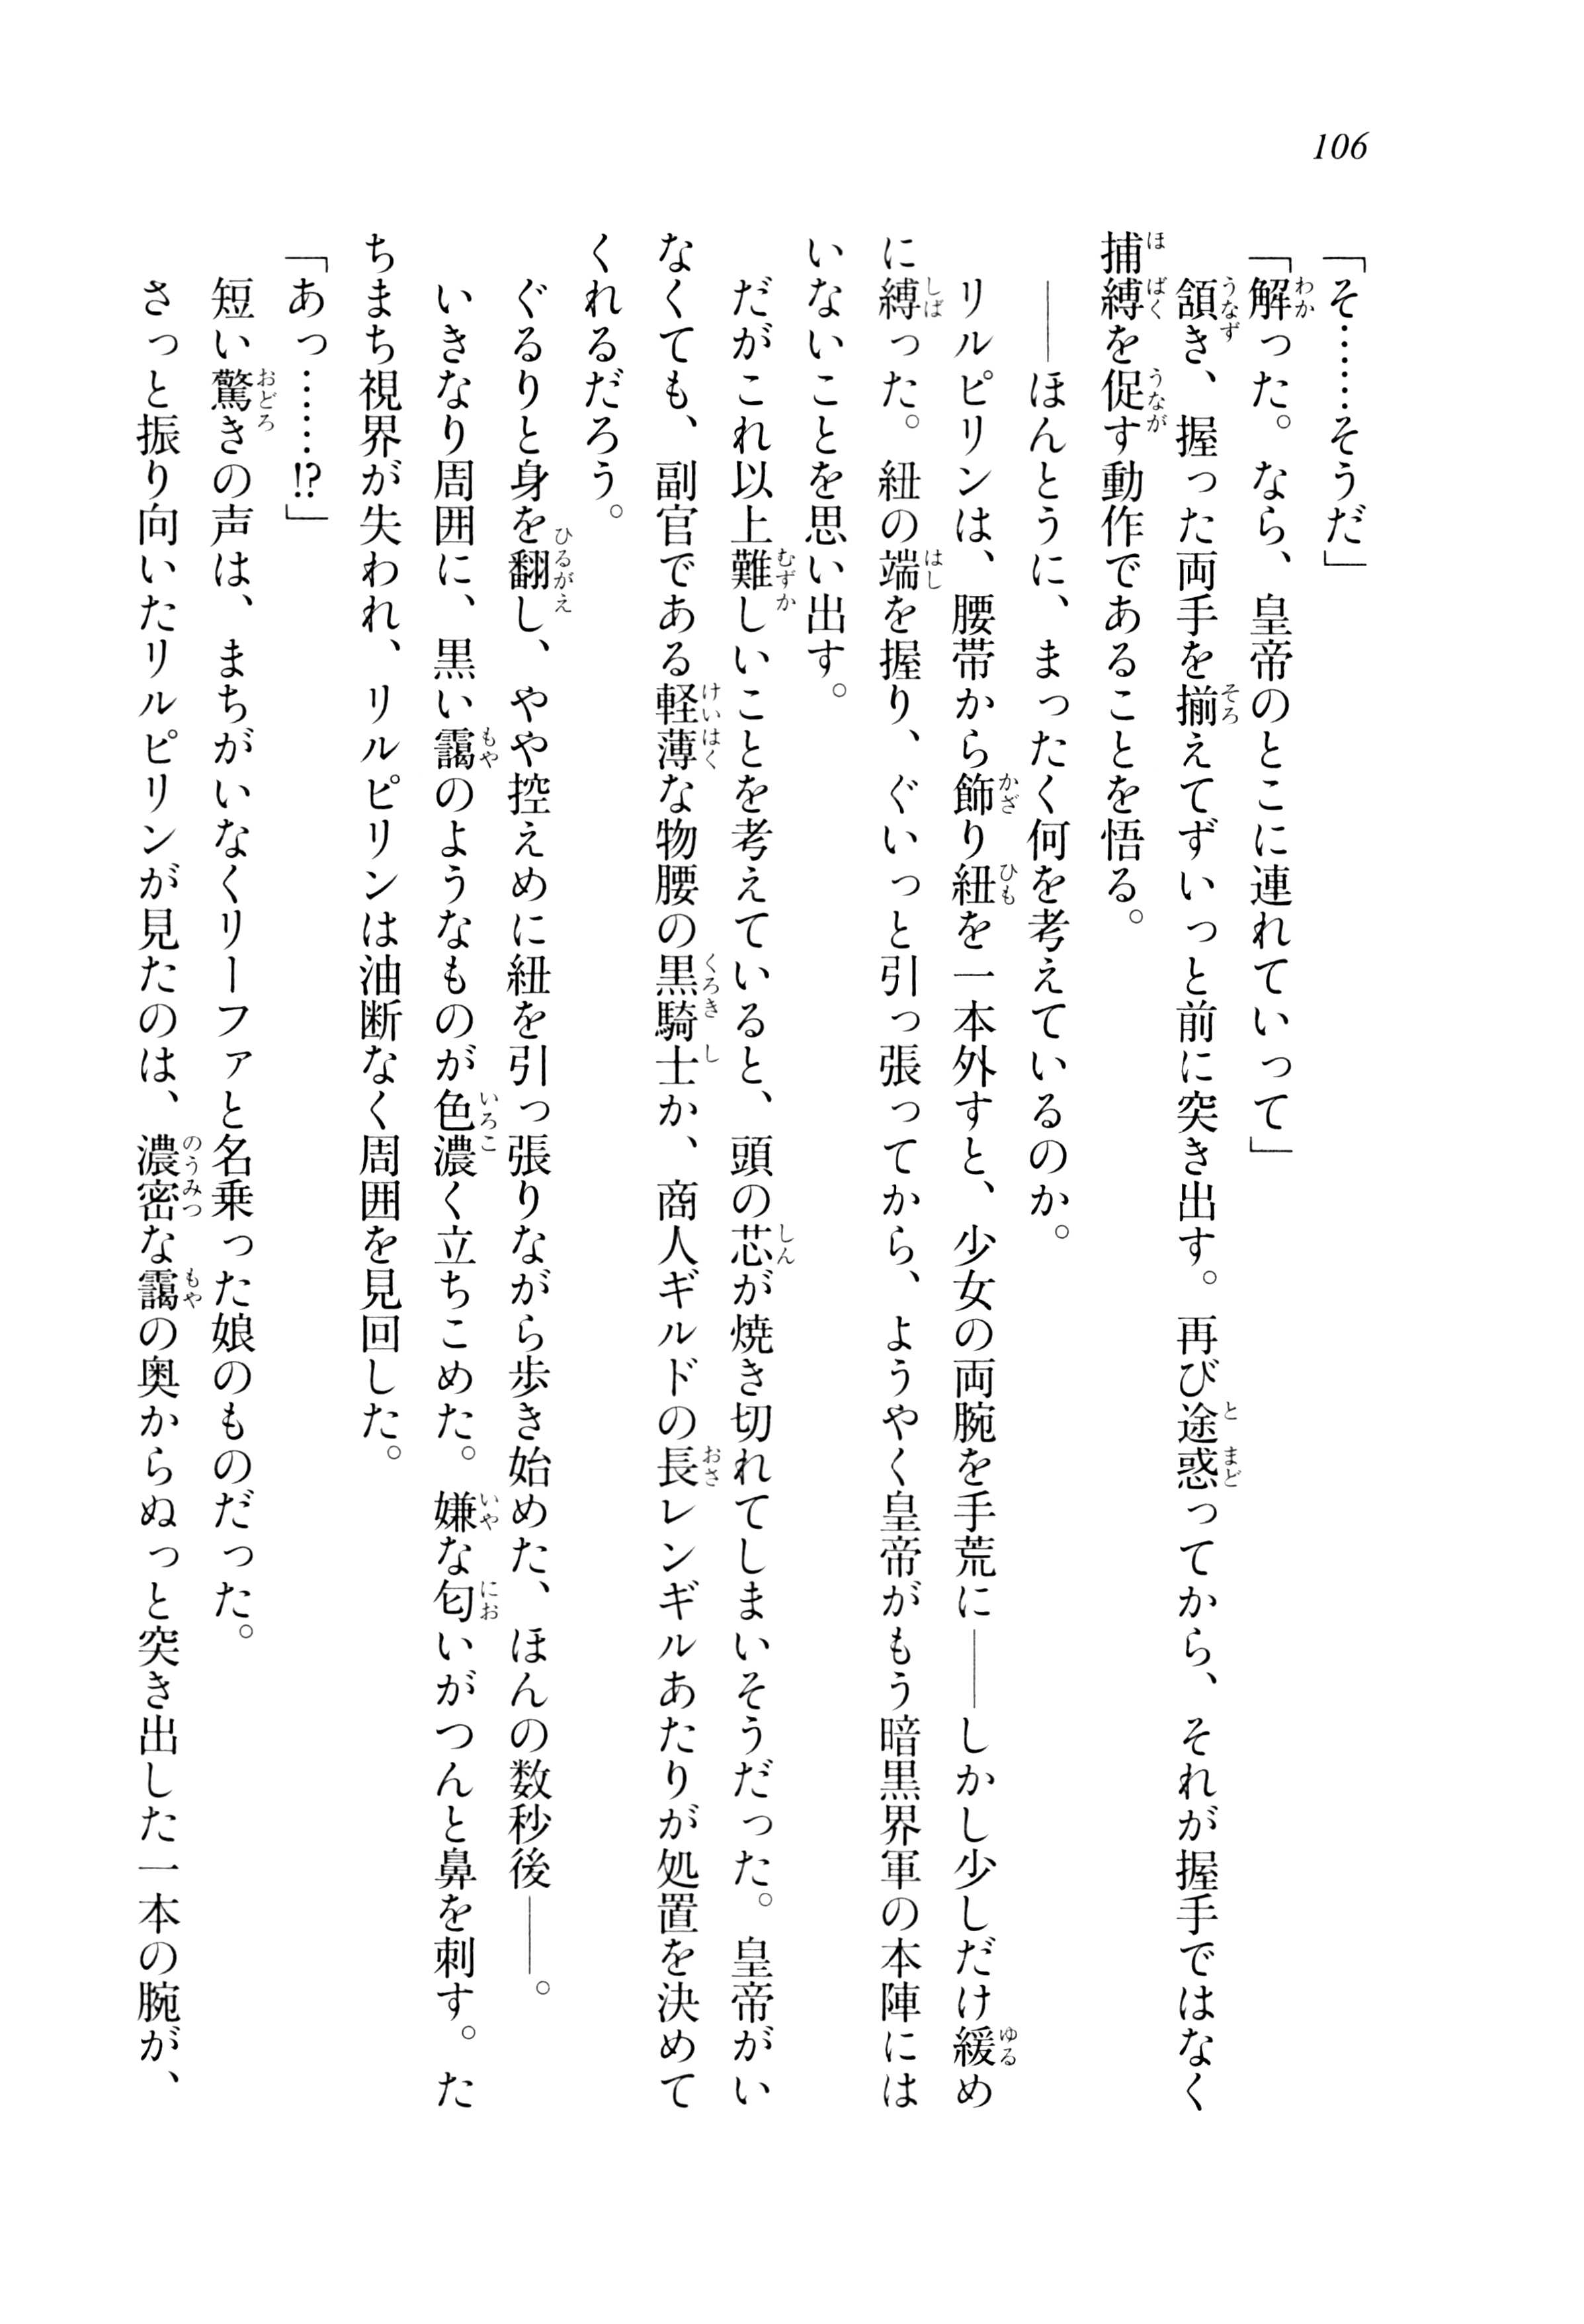 106
「そ……そうだ」
「解った。なら、皇帝のとこに連れていって」
頷き、握った両手を揃えてずいっと前に突き出す。再び途惑ってから、それが握手ではなく
捕縛を促す動作であることを悟る。
――ほんとうに、まったく何を考えているのか。
リルピリンは、腰帯から飾り紐を一本外すと、少女の両腕を手荒に――しかし少しだけ緩め
に縛った。紐の端を握り、ぐいっと引っ張ってから、ようやく皇帝がもう暗黒界軍の本陣には
いないことを思い出す。
だがこれ以上難しいことを考えていると、頭の芯が焼き切れてしまいそうだった。皇帝がい
なくても、副官である軽薄な物腰の黒騎士か、商人ギルドの長レンギルあたりが処置を決めて
くれるだろう。
ぐるりと身を翻し、やや控えめに紐を引っ張りながら歩き始めた、ほんの数秒後――。
いきなり周囲に、黒い靄のようなものが色濃く立ちこめた。嫌な匂いがつんと鼻を刺す。た
ちまち視界が失われ、リルピリンは油断なく周囲を見回した。
「あっ……!?」
短い驚きの声は、まちがいなくリーファと名乗った娘のものだった。
さっと振り向いたリルピリンが見たのは、濃密な靄の奥からぬっと突き出した一本の腕が、